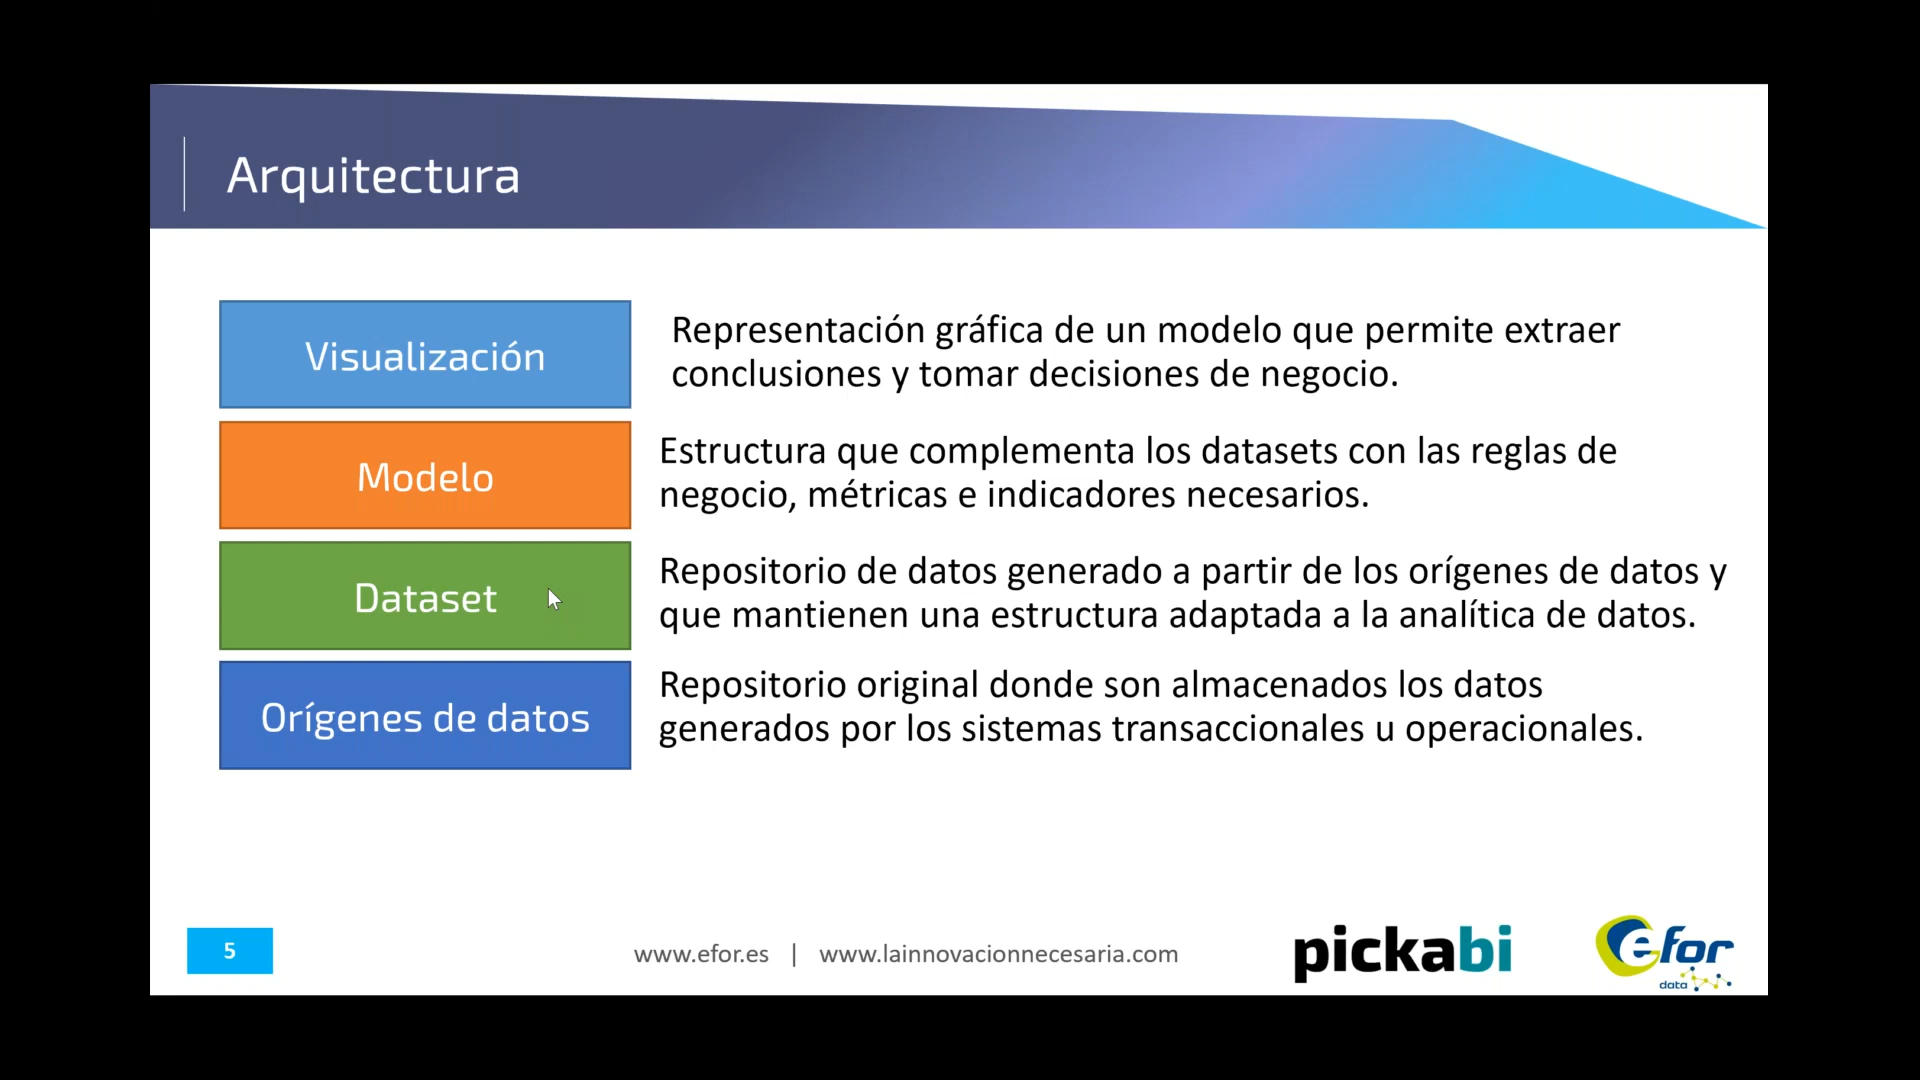 Arquitectura
Visualización
Representación gráfica de un modelo que permite extraer
conclusiones y tomar decisiones de negocio.
Modelo
Estructura que complementa los datasets con las reglas de
negocio, métricas e indicadores necesarios.
Dataset
Repositorio de datos generado a partir de los orígenes de datos y
que mantienen una estructura adaptada a la analítica de datos.
Orígenes de datos
Repositorio original donde son almacenados los datos
generados por los sistemas transaccionales u operacionales.
5
www.efor.es | www.lainnovacionnecesaria.com
pickabi
efor
data